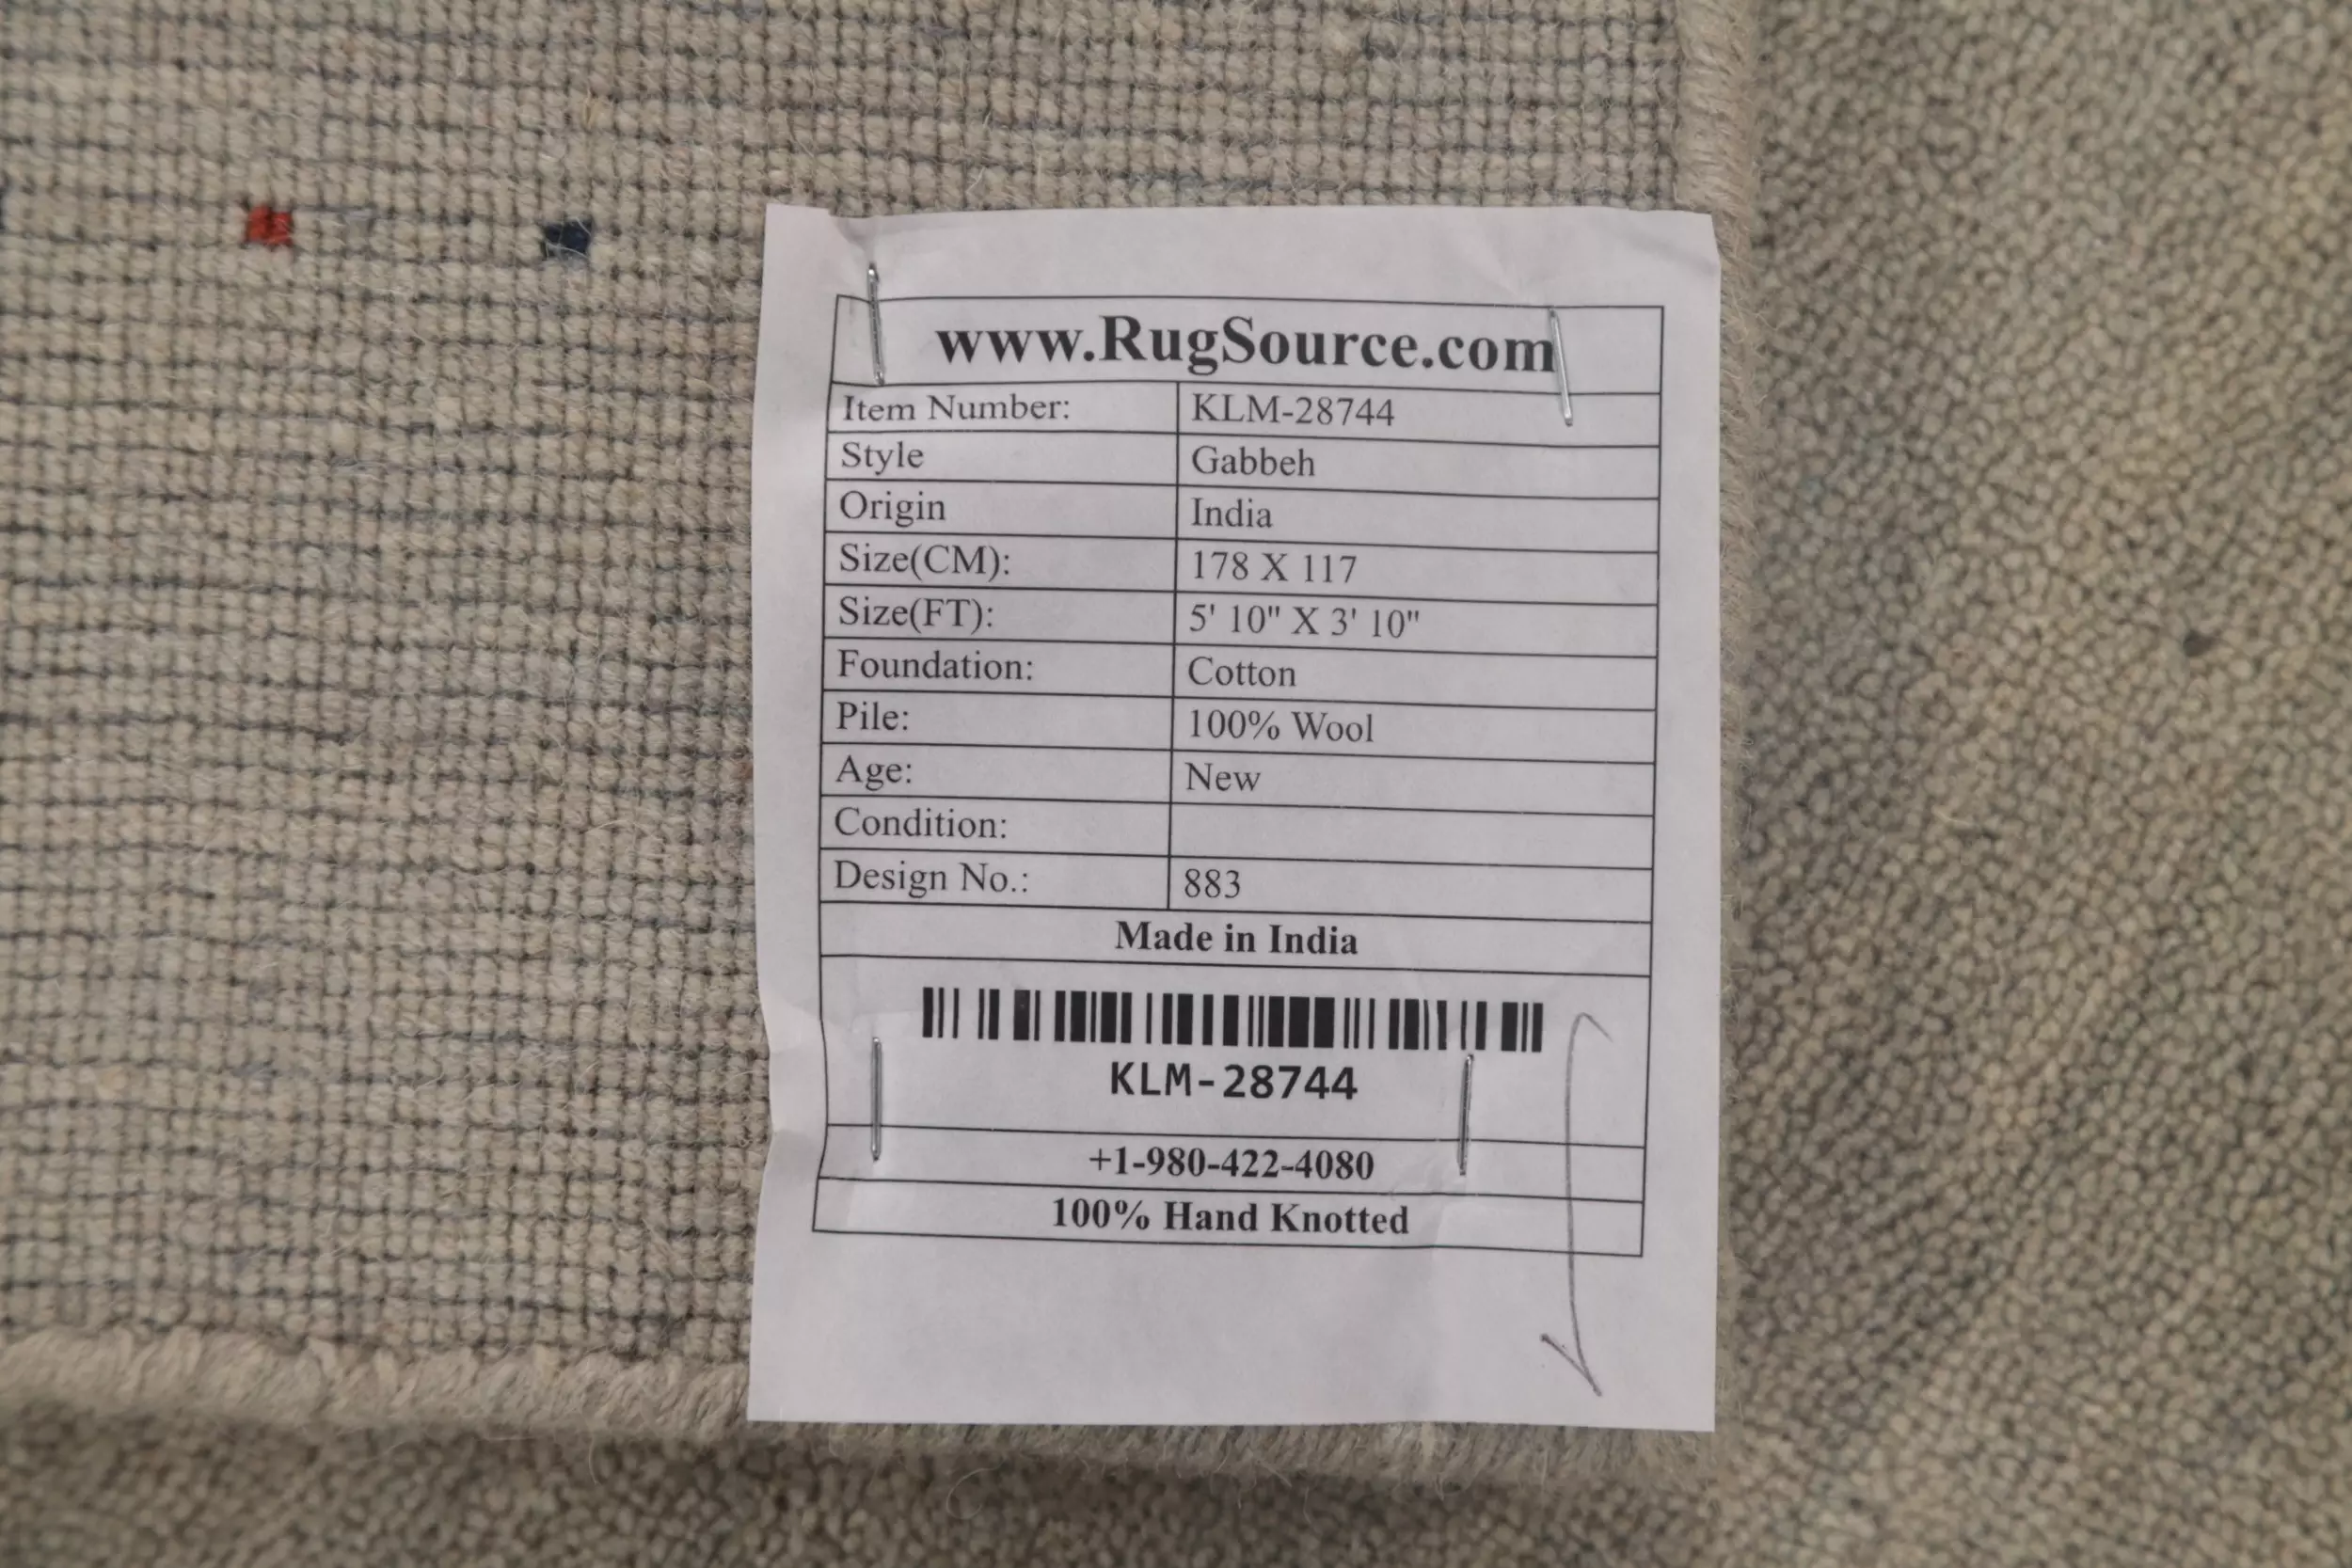 www.RugSource.com
Item Number: KLM-28744
Style Gabbeh
Origin India
Size(CM): 178 X 117
Size(FT): 5' 10" X 3' 10"
Foundation: Cotton
Pile: 100% Wool
Age: New
Condition:
Design No.: 883
Made in India
KLM-28744
+1-980-422-4080
100% Hand Knotted